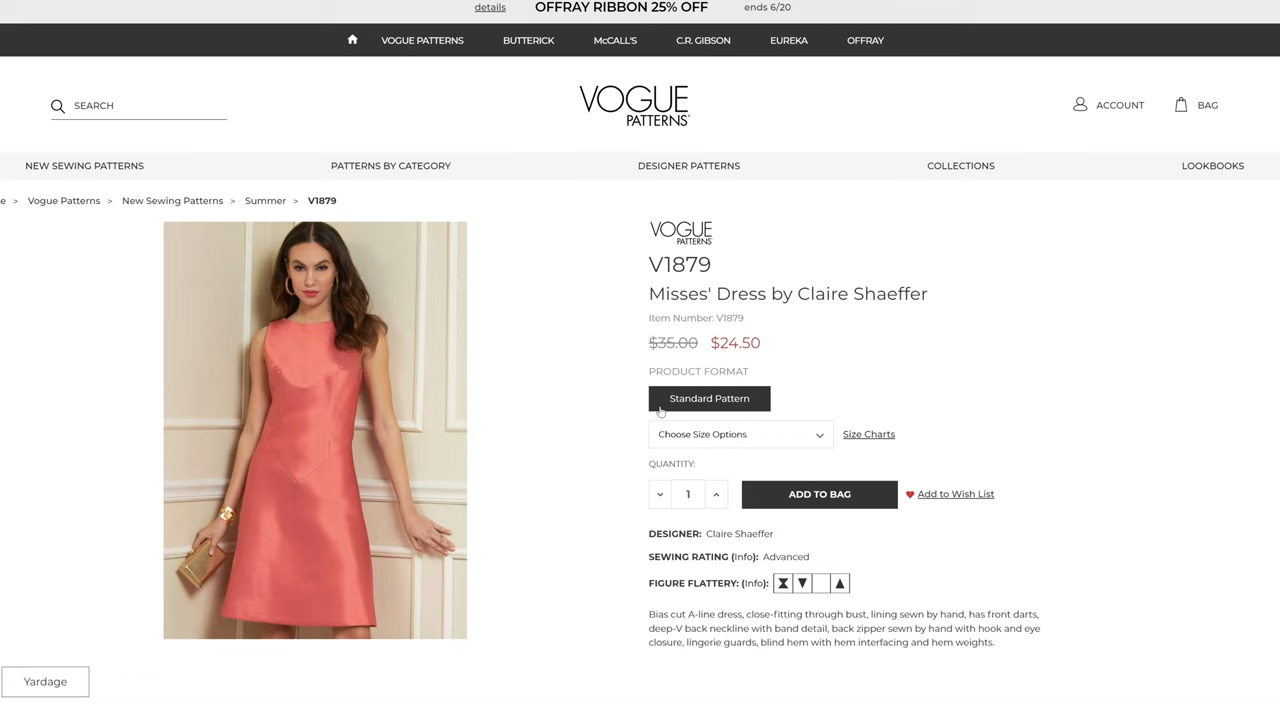 details OFFRAY RIBBON 25% OFF ends 6/20
VOGUE PATTERNS BUTTERICK McCALL'S C.R. GIBSON EUREKA OFFRAY
SEARCH
VOGUE
PATTERNS
ACCOUNT BAG
NEW SEWING PATTERNS PATTERNS BY CATEGORY DESIGNER PATTERNS COLLECTIONS LOOKBOOKS
e > Vogue Patterns > New Sewing Patterns > Summer > V1879
VOGUE
PATTERNS
V1879
Misses' Dress by Claire Shaeffer
Item Number: V1879
$35.00 $24.50
PRODUCT FORMAT
Standard Pattern
Choose Size Options Size Charts
QUANTITY:
1 ADD TO BAG Add to Wish List
DESIGNER: Claire Shaeffer
SEWING RATING (Info): Advanced
FIGURE FLATTERY: (Info):
Bias cut A-line dress, close-fitting through bust, lining sewn by hand, has front darts,
deep-V back neckline with band detail, back zipper sewn by hand with hook and eye
closure, lingerie guards, blind hem with hem interfacing and hem weights.
Yardage